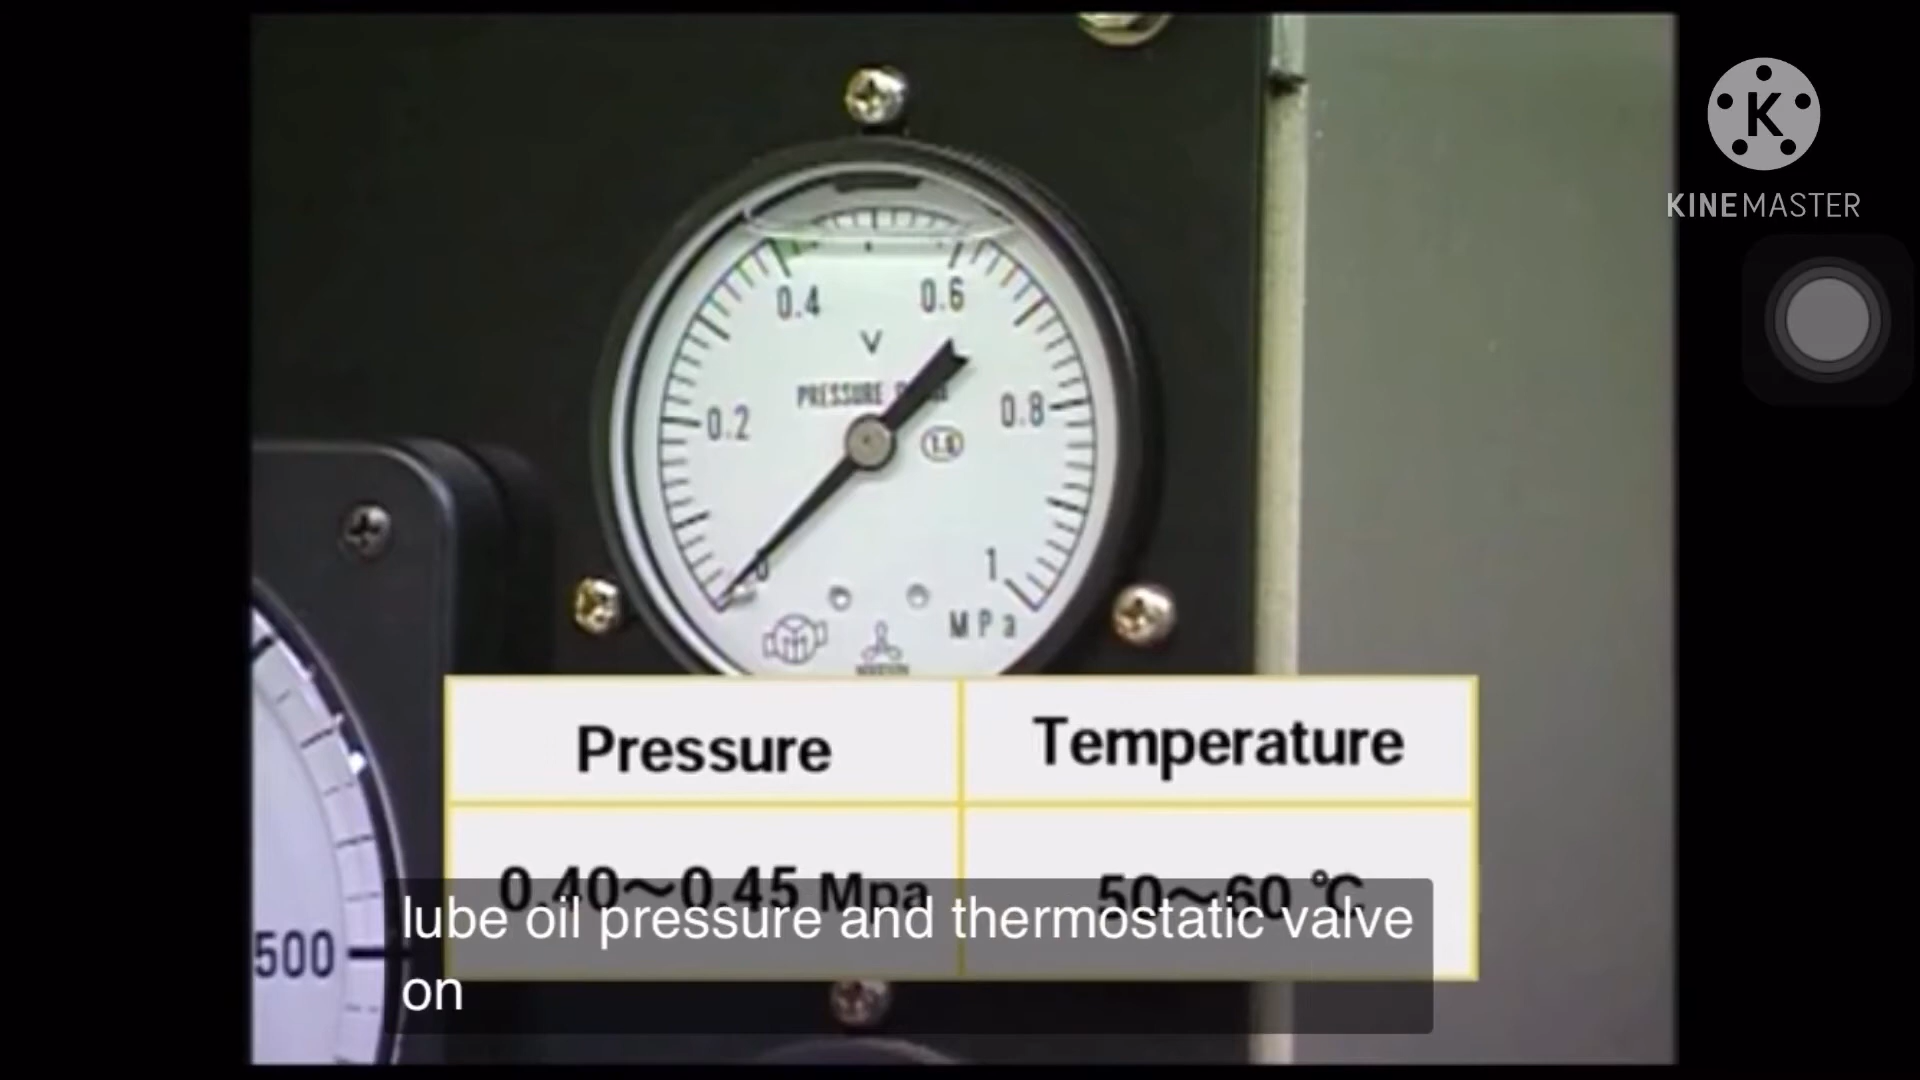 KINEMASTER
0.4
0.6
V
PRESSURE
0.2
0.8
0
1
MPa
Pressure
Temperature
0.40～0.45 Mpa
50～60 ℃
lube oil pressure and thermostatic valve
on
500